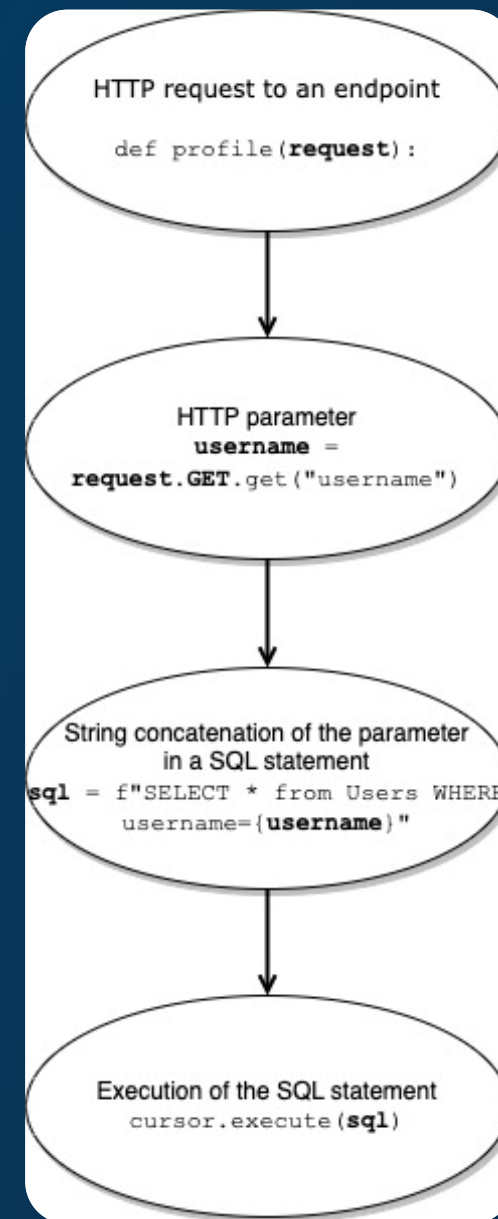 HTTP request to an endpoint
def profile(request):
HTTP parameter
username =
request.GET.get("username")
String concatenation of the parameter
in a SQL statement
sql = f"SELECT * from Users WHERE
username={username}"
Execution of the SQL statement
cursor.execute(sql)